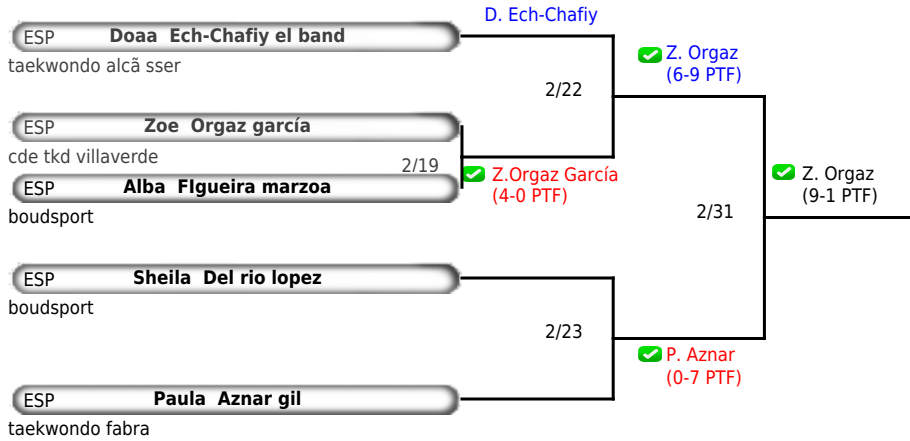 D. Ech-Chafiy
ESP Doaa Ech-Chafiy el band
taekwondo alcã sser
Z. Orgaz
(6-9 PTF)
2/22
ESP Zoe Orgaz garcía
cde tkd villaverde
2/19
Z.Orgaz García
(4-0 PTF)
ESP Alba FIgueira marzoa
boudsport
Z. Orgaz
(9-1 PTF)
2/31
ESP Sheila Del rio lopez
boudsport
2/23
P. Aznar
(0-7 PTF)
ESP Paula Aznar gil
taekwondo fabra